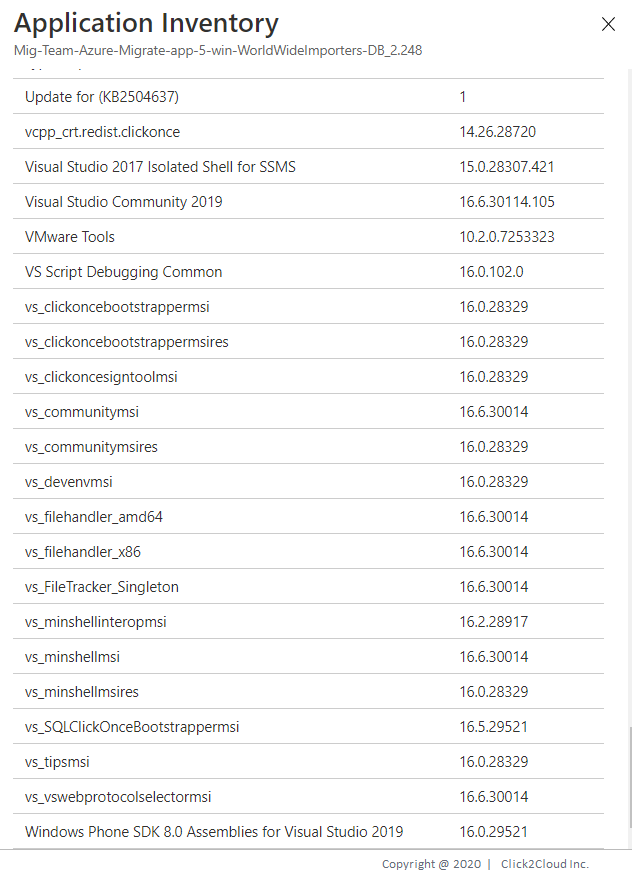 Application Inventory
Mig-Team-Azure-Migrate-app-5-win-WorldWideImporters-DB_2.248
Update for (KB2504637) 1
vcpp_crt.redist.clickonce 14.26.28720
Visual Studio 2017 Isolated Shell for SSMS 15.0.28307.421
Visual Studio Community 2019 16.6.30114.105
VMware Tools 10.2.0.7253323
VS Script Debugging Common 16.0.102.0
vs_clickoncebootstrappermsi 16.0.28329
vs_clickoncebootstrappermsires 16.0.28329
vs_clickoncesigntoolmsi 16.0.28329
vs_communitymsi 16.6.30014
vs_communitymsires 16.0.28329
vs_devenvmsi 16.0.28329
vs_filehandler_amd64 16.6.30014
vs_filehandler_x86 16.6.30014
vs_FileTracker_Singleton 16.6.30014
vs_minshellinteropmsi 16.2.28917
vs_minshellmsi 16.6.30014
vs_minshellmsires 16.0.28329
vs_SQLClickOnceBootstrappermsi 16.5.29521
vs_tipsmsi 16.0.28329
vs_vswebprotocolselectormsi 16.6.30014
Windows Phone SDK 8.0 Assemblies for Visual Studio 2019 16.0.29521
Copyright @ 2020 | Click2Cloud Inc.